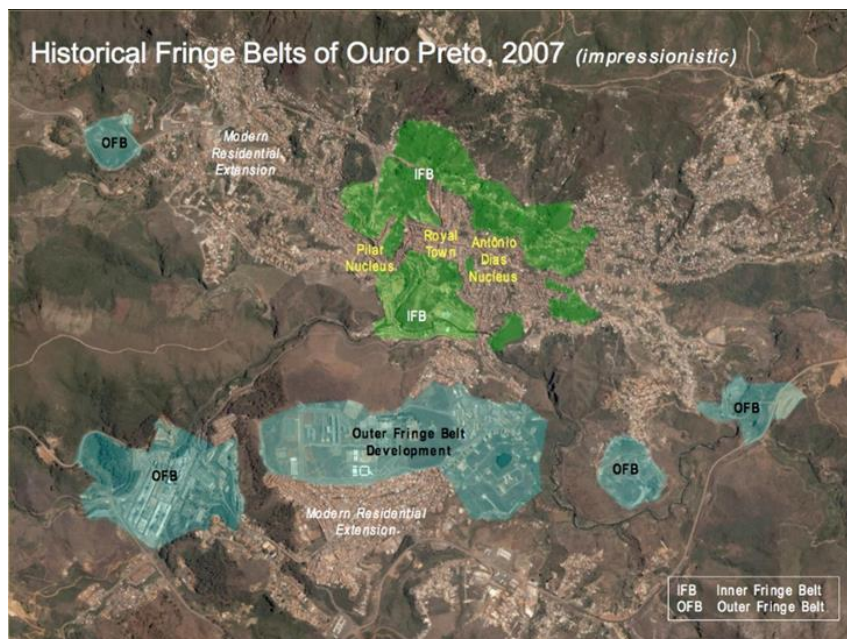 Historical Fringe Belts of Ouro Preto, 2007 (impressionistic)
OFB
Modern
Residential
Extension
IFB
Pilar
Nucleus
Royal
Town
Antônio
Dias
Nucleus
IFB
OFB
Outer Fringe Belt
Development
OFB
OFB
Modern Residential
Extension
IFB Inner Fringe Belt
OFB Outer Fringe Belt